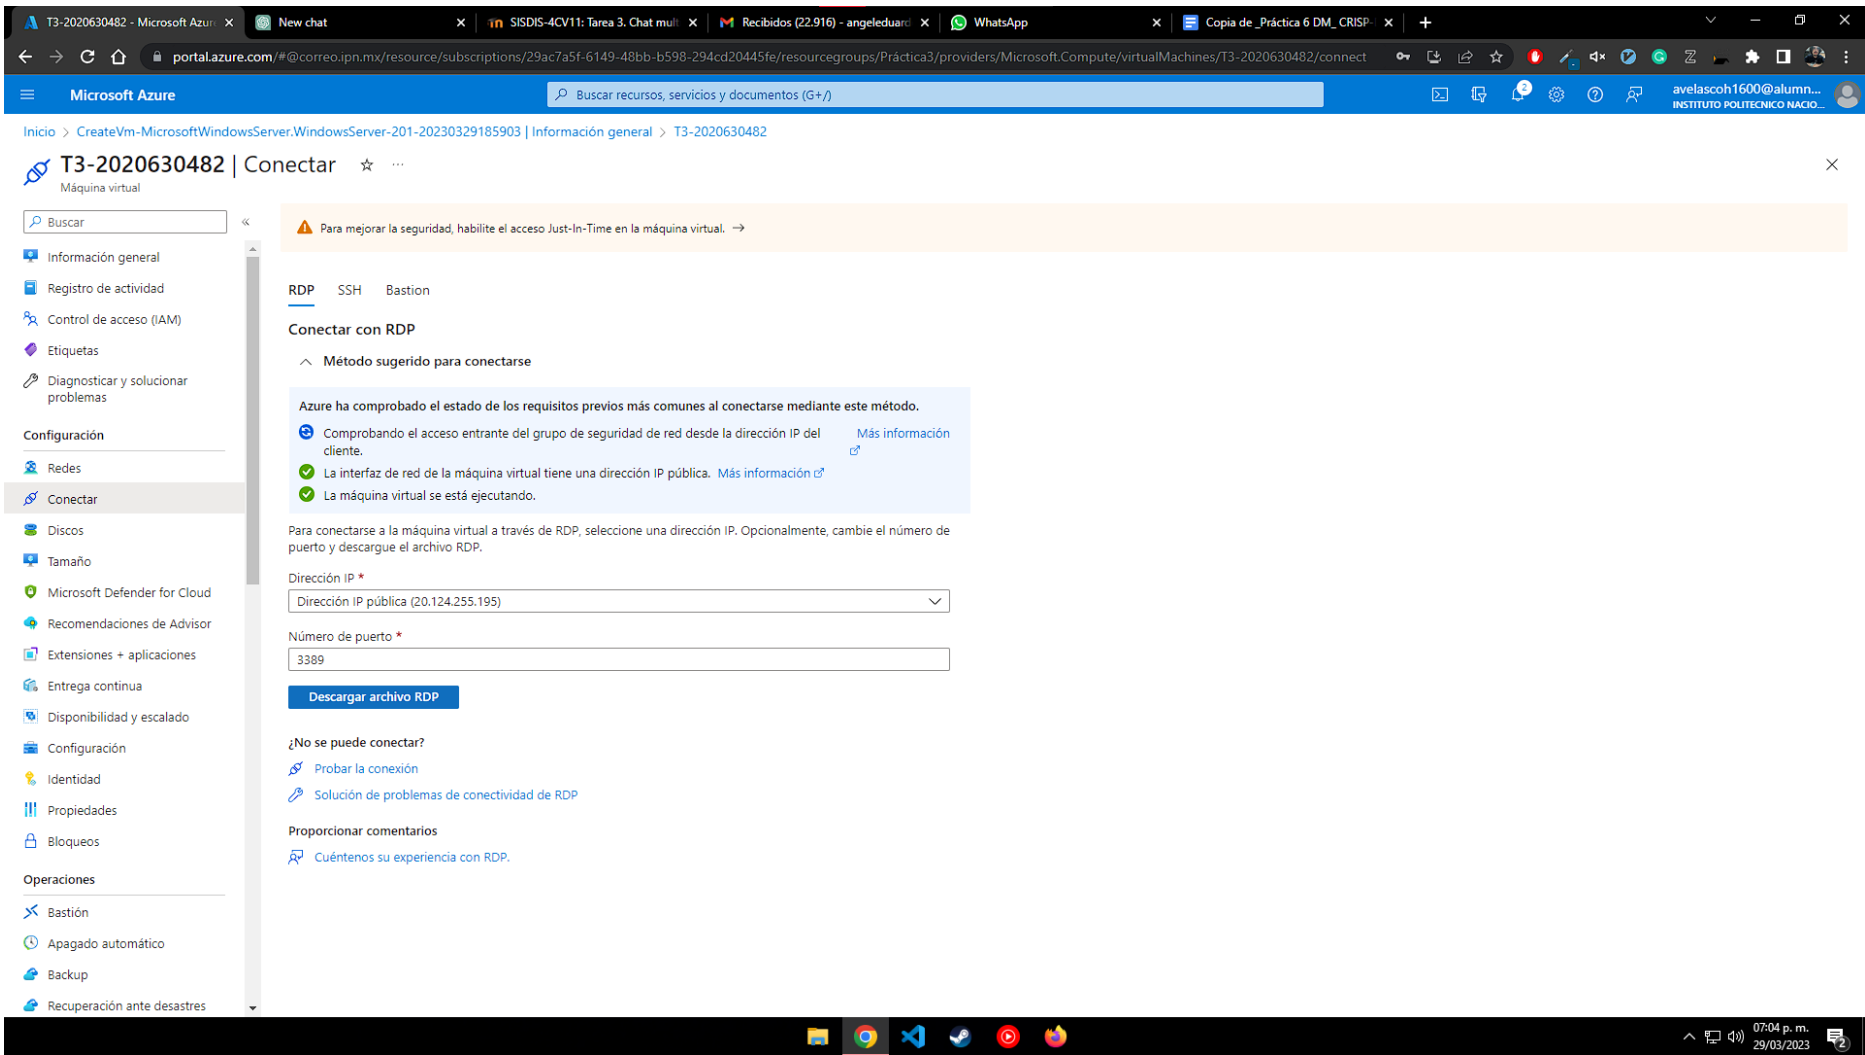 T3-2020630482 - Microsoft Azur
New chat
SISDIS-4CV11: Tarea 3. Chat mult
Recibidos (22.916) - angeleduard
WhatsApp
Copia de _Práctica 6 DM_ CRISP-
portal.azure.com/#@correo.ipn.mx/resource/subscriptions/29ac7a5f-6149-48bb-b598-294cd20445fe/resourcegroups/Práctica3/providers/Microsoft.Compute/virtualMachines/T3-2020630482/connect
Microsoft Azure
Buscar recursos, servicios y documentos (G+/)
2
avelascoh1600@alumn...
INSTITUTO POLITECNICO NACIO...
Inicio > CreateVm-MicrosoftWindowsServer.WindowsServer-201-20230329185903 | Información general > T3-2020630482
T3-2020630482 | Conectar
Máquina virtual
Buscar
Información general
Registro de actividad
Control de acceso (IAM)
Etiquetas
Diagnosticar y solucionar
problemas
Configuración
Redes
Conectar
Discos
Tamaño
Microsoft Defender for Cloud
Recomendaciones de Advisor
Extensiones + aplicaciones
Entrega continua
Disponibilidad y escalado
Configuración
Identidad
Propiedades
Bloqueos
Operaciones
Bastión
Apagado automático
Backup
Recuperación ante desastres
Para mejorar la seguridad, habilite el acceso Just-In-Time en la máquina virtual. →
RDP SSH Bastion
Conectar con RDP
Método sugerido para conectarse
Azure ha comprobado el estado de los requisitos previos más comunes al conectarse mediante este método.
Comprobando el acceso entrante del grupo de seguridad de red desde la dirección IP del Más información
cliente.
La interfaz de red de la máquina virtual tiene una dirección IP pública. Más información
La máquina virtual se está ejecutando.
Para conectarse a la máquina virtual a través de RDP, seleccione una dirección IP. Opcionalmente, cambie el número de
puerto y descargue el archivo RDP.
Dirección IP *
Dirección IP pública (20.124.255.195)
Número de puerto *
3389
Descargar archivo RDP
¿No se puede conectar?
Probar la conexión
Solución de problemas de conectividad de RDP
Proporcionar comentarios
Cuéntenos su experiencia con RDP.
07:04 p. m.
29/03/2023
2